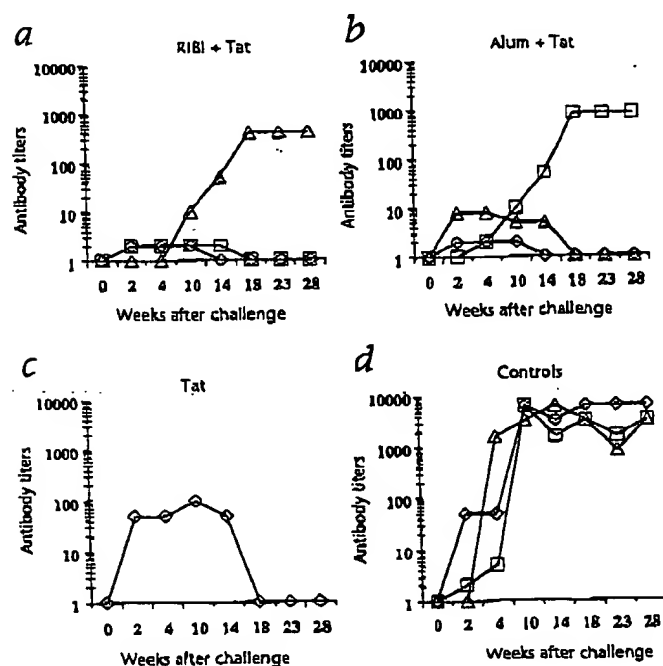 a
RIBI + Tat
10000
1000
100
10
1
Antibody titers
0 2 4 10 14 18 23 28
Weeks after challenge
b
Alum + Tat
10000
1000
100
10
1
Antibody titers
0 2 6 10 14 18 23 28
Weeks after challenge
c
Tat
10000
1000
100
10
1
Antibody titers
0 2 4 10 14 18 23 28
Weeks after challenge
d
Controls
10000
1000
100
10
1
Antibody titers
0 2 4 10 14 18 23 28
Weeks after challenge